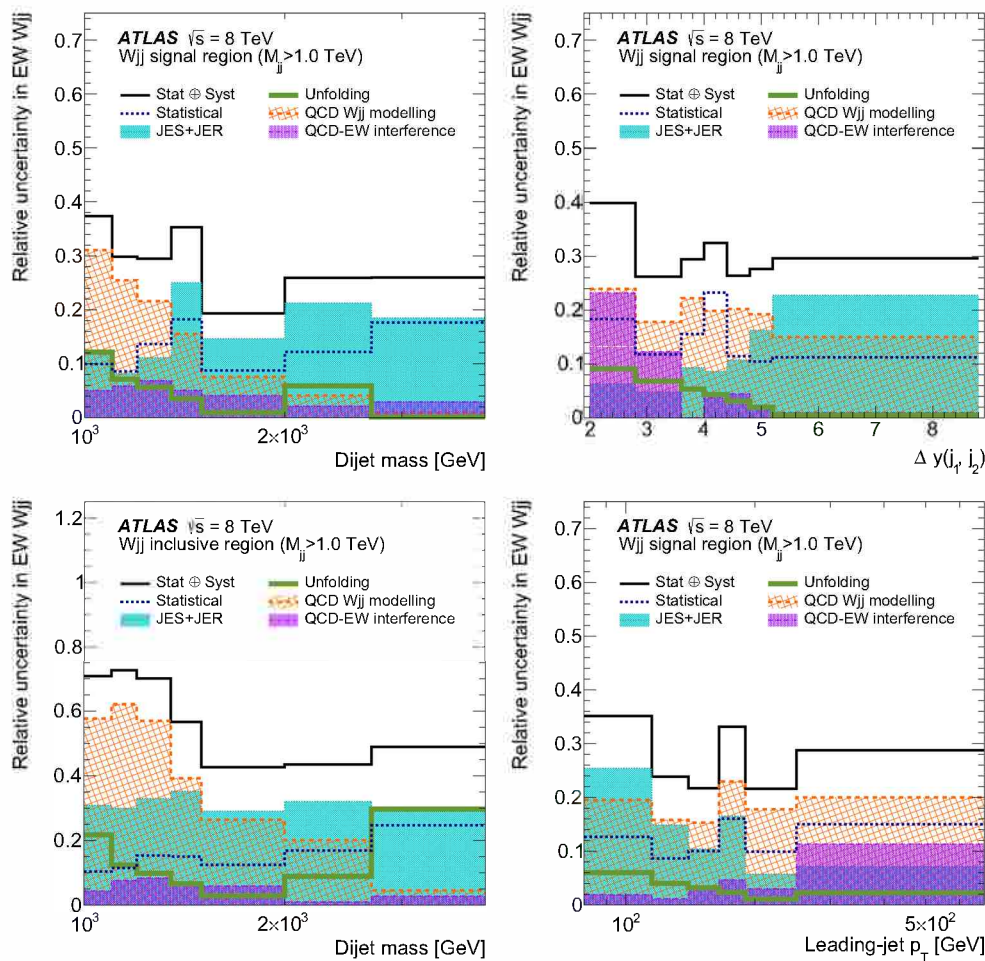 Relative uncertainty in EW Wjj
ATLAS √s = 8 TeV
Wjj signal region (M_jj>1.0 TeV)
Stat ⊕ Syst
Statistical
JES+JER
Unfolding
QCD Wjj modelling
QCD-EW interference
0.7
0.6
0.5
0.4
0.3
0.2
0.1
0
10³
2×10³
Dijet mass [GeV]
Relative uncertainty in EW Wjj
ATLAS √s = 8 TeV
Wjj signal region (M_jj>1.0 TeV)
Stat ⊕ Syst
Statistical
JES+JER
Unfolding
QCD Wjj modelling
QCD-EW interference
0.7
0.6
0.5
0.4
0.3
0.2
0.1
0
2 3 4 5 6 7 8
Δ y(j₁, j₂)
Relative uncertainty in EW Wjj
ATLAS √s = 8 TeV
Wjj inclusive region (M_jj>1.0 TeV)
Stat ⊕ Syst
Statistical
JES+JER
Unfolding
QCD Wjj modelling
QCD-EW interference
1.2
1
0.8
0.6
0.4
0.2
0
10³
2×10³
Dijet mass [GeV]
Relative uncertainty in EW Wjj
ATLAS √s = 8 TeV
Wjj signal region (M_jj>1.0 TeV)
Stat ⊕ Syst
Statistical
JES+JER
Unfolding
QCD Wjj modelling
QCD-EW interference
0.7
0.6
0.5
0.4
0.3
0.2
0.1
0
10²
5×10²
Leading-jet p_T [GeV]